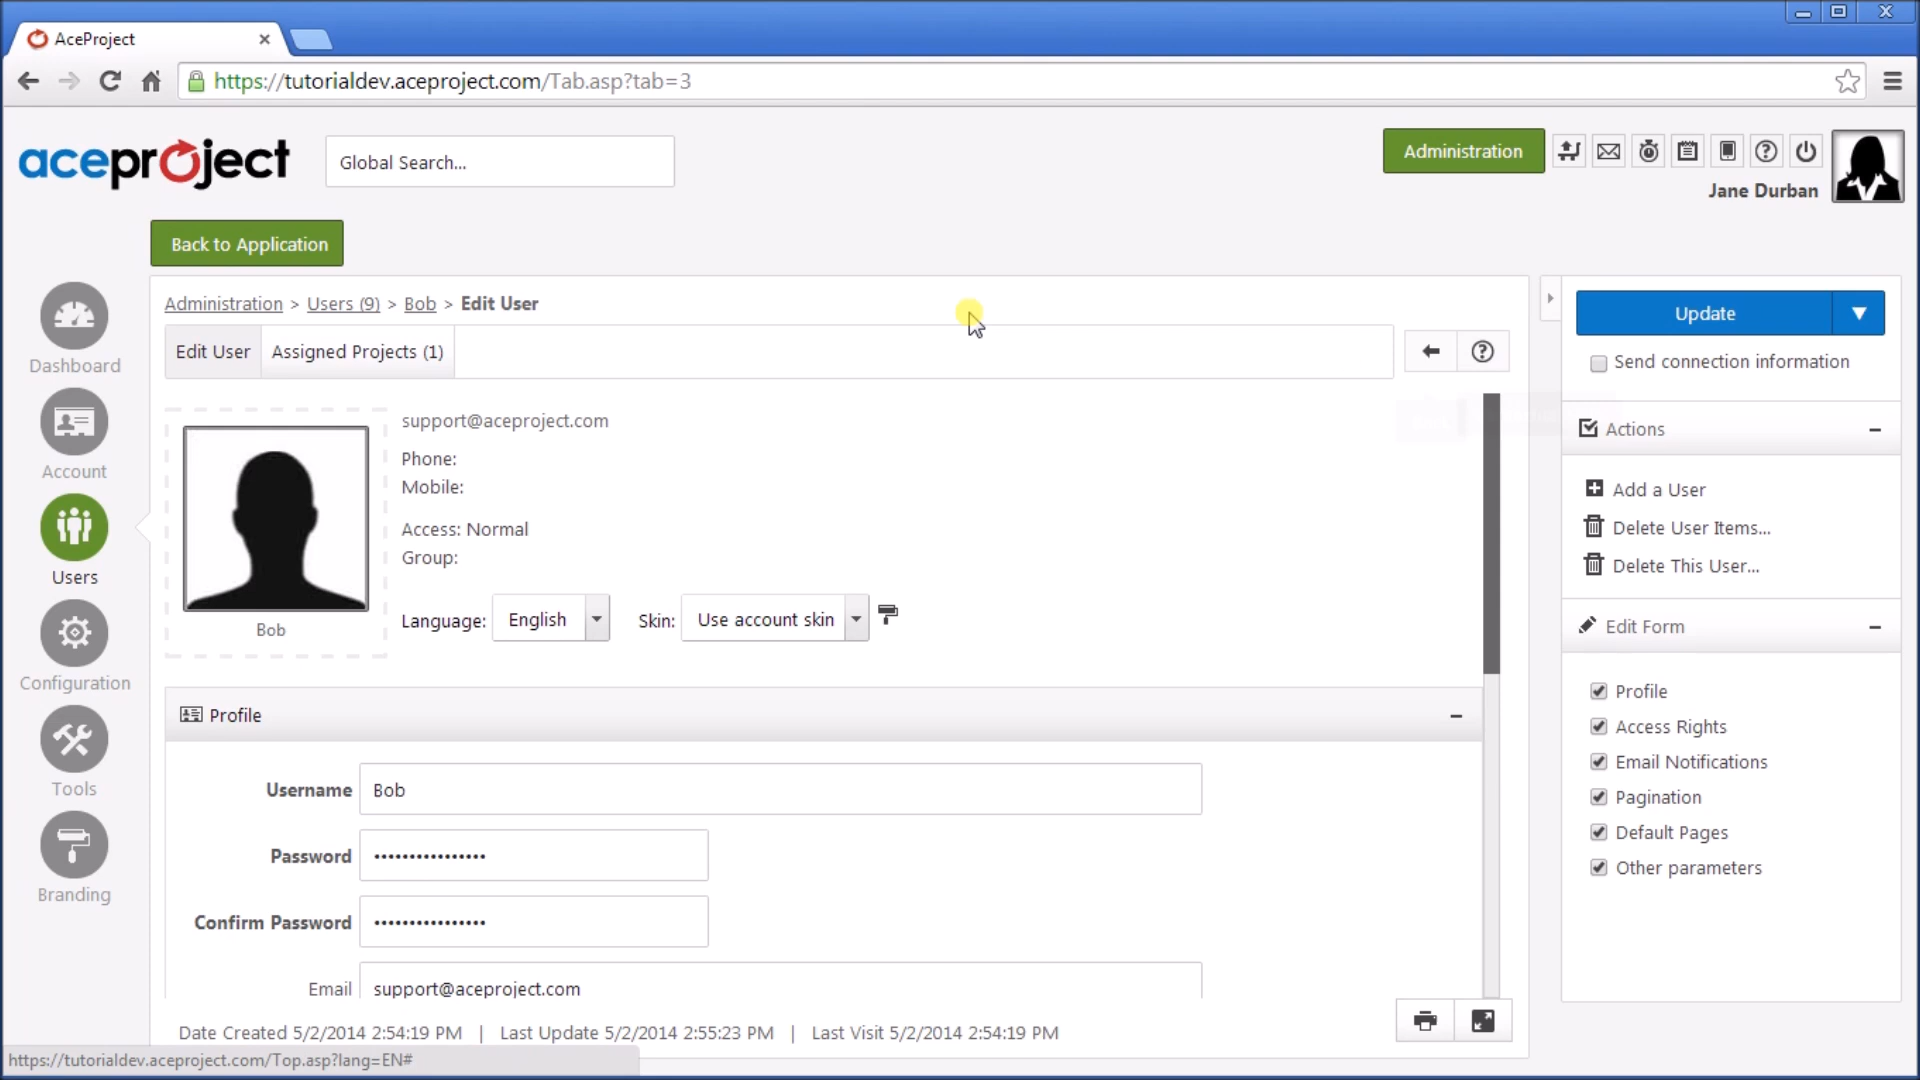 AceProject
https://tutorialdev.aceproject.com/Tab.asp?tab=3
aceproject
Global Search...
Administration
Jane Durban
Back to Application
Dashboard
Account
Users
Configuration
Tools
Branding
Administration > Users (9) > Bob > Edit User
Edit User
Assigned Projects (1)
support@aceproject.com
Phone:
Mobile:
Access: Normal
Group:
Bob
Language: English
Skin: Use account skin
Profile
Username Bob
Password ••••••••••••••••
Confirm Password ••••••••••••••••
Email support@aceproject.com
Date Created 5/2/2014 2:54:19 PM | Last Update 5/2/2014 2:55:23 PM | Last Visit 5/2/2014 2:54:19 PM
Update
Send connection information
Actions
Add a User
Delete User Items...
Delete This User...
Edit Form
Profile
Access Rights
Email Notifications
Pagination
Default Pages
Other parameters
https://tutorialdev.aceproject.com/Top.asp?lang=EN#